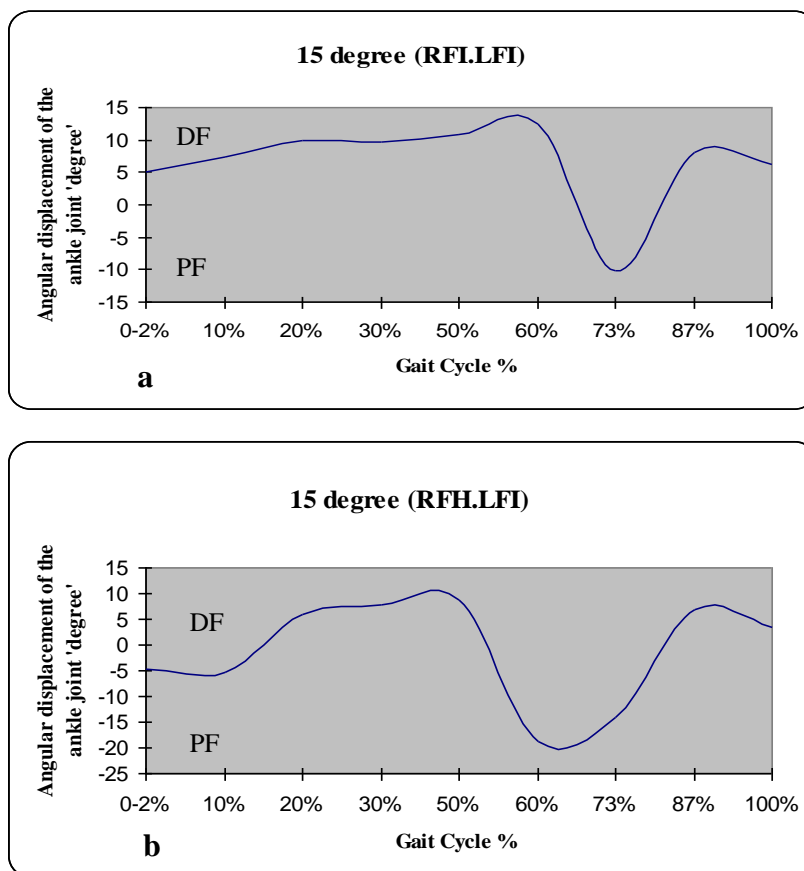 15 degree (RFI.LFI)
Angular displacement of the
ankle joint 'degree'
15
10
5
0
-5
-10
-15
DF
PF
0-2% 10% 20% 30% 50% 60% 73% 87% 100%
Gait Cycle %
a
15 degree (RFH.LFI)
Angular displacement of the
ankle joint 'degree'
15
10
5
0
-5
-10
-15
-20
-25
DF
PF
0-2% 10% 20% 30% 50% 60% 73% 87% 100%
Gait Cycle %
b